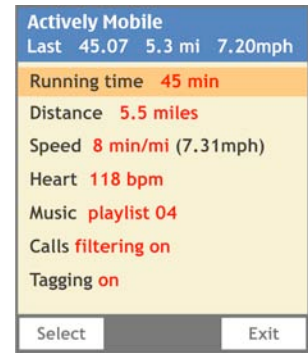 Actively Mobile
Last 45.07 5.3 mi 7.20mph
Running time 45 min
Distance 5.5 miles
Speed 8 min/mi (7.31mph)
Heart 118 bpm
Music playlist 04
Calls filtering on
Tagging on
Select Exit